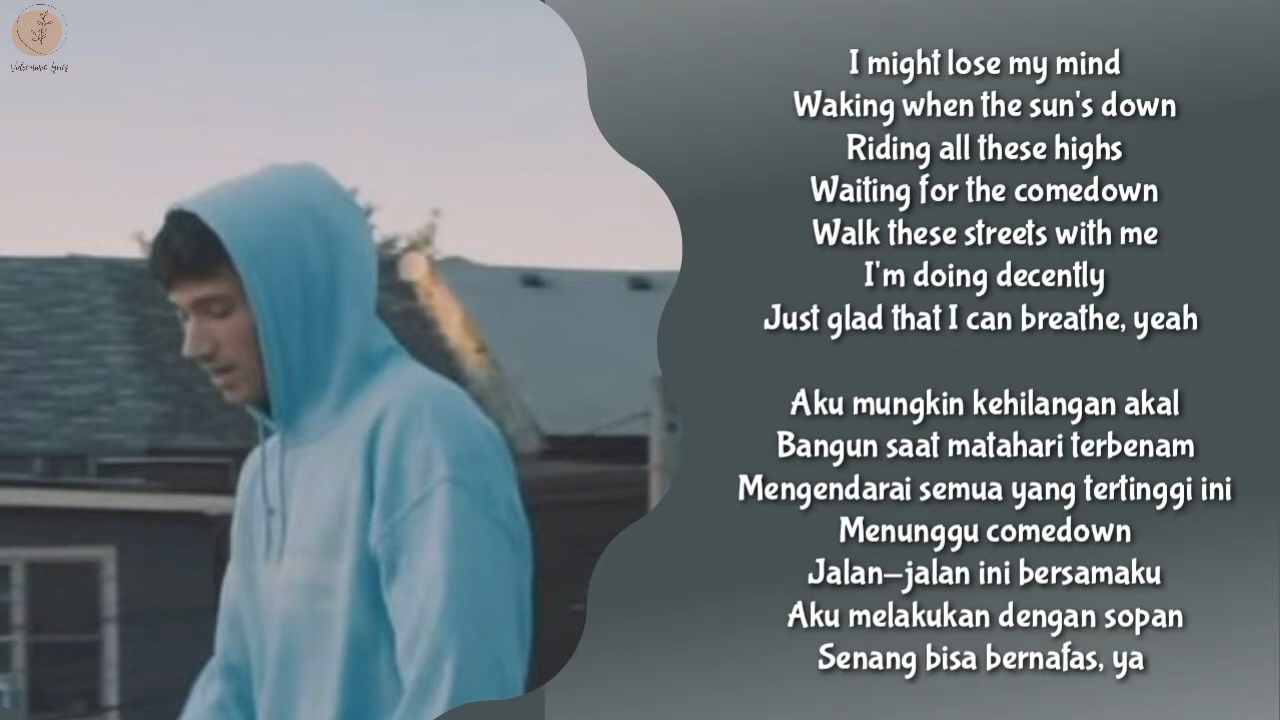 I might lose my mind
Waking when the sun's down
Riding all these highs
Waiting for the comedown
Walk these streets with me
I'm doing decently
Just glad that I can breathe, yeah
Aku mungkin kehilangan akal
Bangun saat matahari terbenam
Mengendarai semua yang tertinggi ini
Menunggu comedown
Jalan-jalan ini bersamaku
Aku melakukan dengan sopan
Senang bisa bernafas, ya